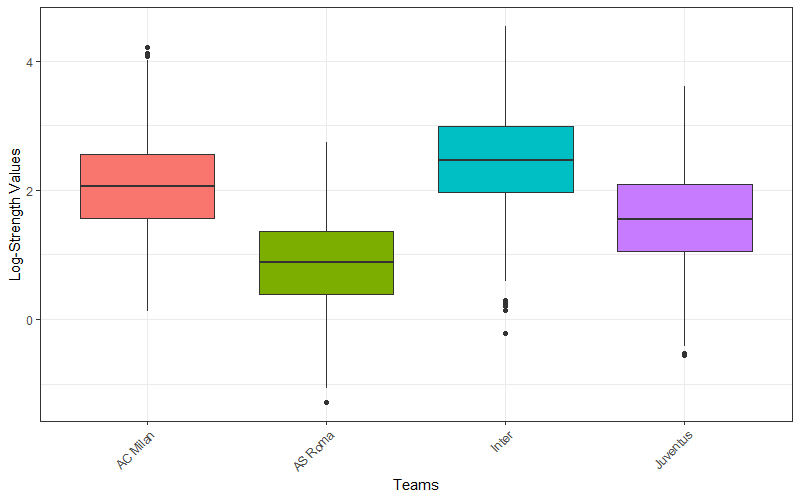 Log-Strength Values
4
2
0
AC Milan
AS Roma
Inter
Juventus
Teams